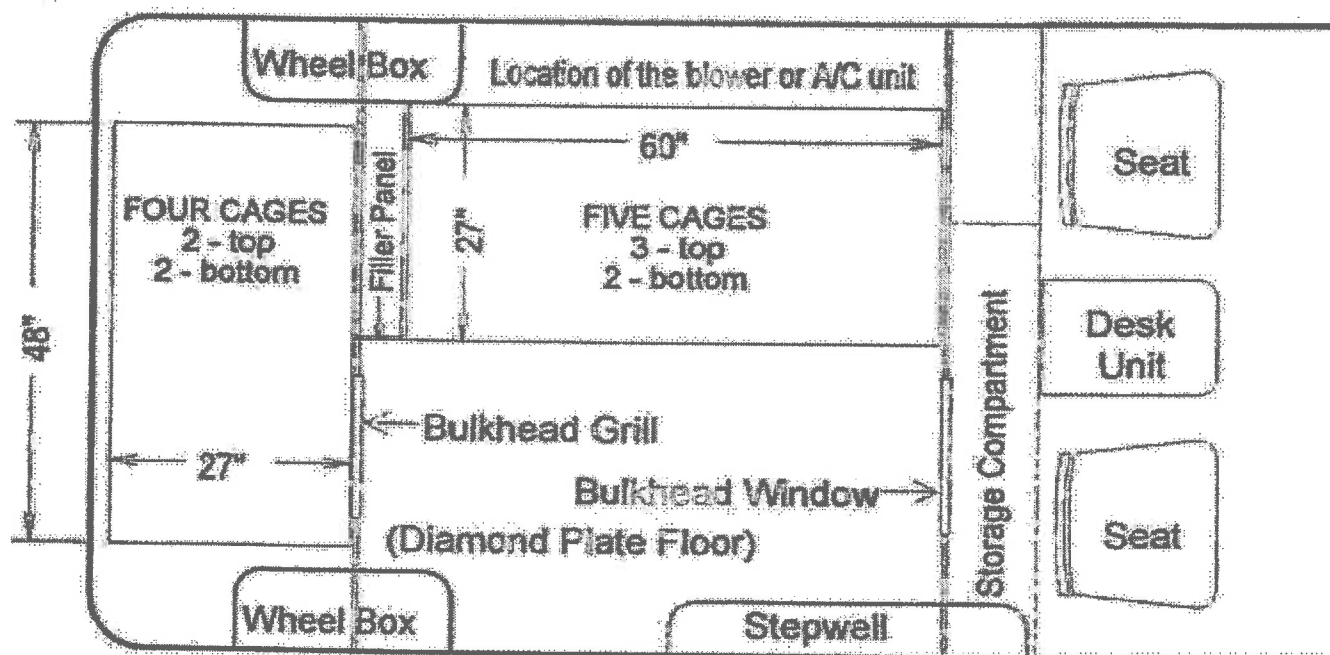 Wheel Box
Location of the blower or A/C unit
60"
Seat
FOUR CAGES
2 - top
2 - bottom
Filler Panel
27"
FIVE CAGES
3 - top
2 - bottom
48"
Storage Compartment
Desk
Unit
Bulkhead Grill
27"
Bulkhead Window
(Diamond Plate Floor)
Seat
Wheel Box
Stepwell